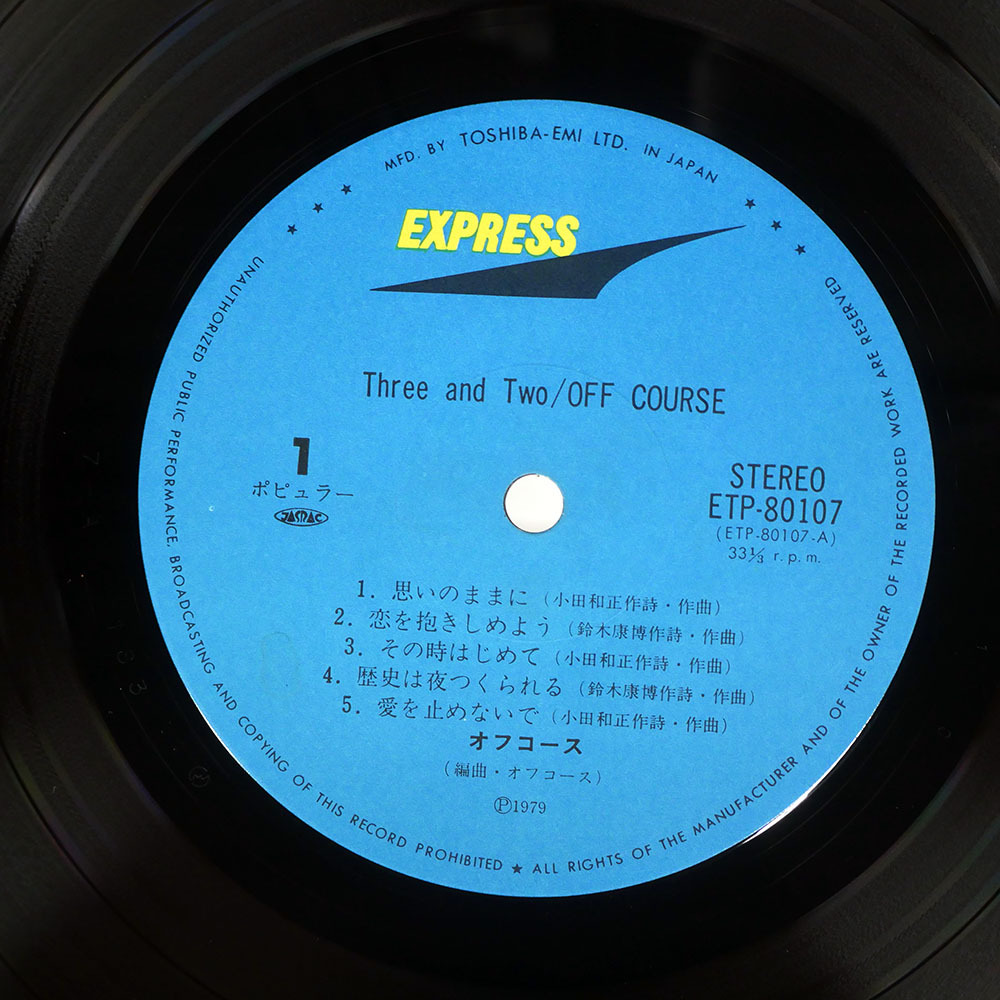 MFD. BY TOSHIBA-EMI LTD. IN JAPAN
EXPRESS
Three and Two/OFF COURSE
1
ポピュラー
JASRAC
STEREO
ETP-80107
(ETP-80107-A)
33⅓ r.p.m.
1. 思いのままに (小田和正作詩・作曲)
2. 恋を抱きしめよう (鈴木康博作詩・作曲)
3. その時はじめて (小田和正作詩・作曲)
4. 歴史は夜つくられる (鈴木康博作詩・作曲)
5. 愛を止めないで (小田和正作詩・作曲)
オフコース
(編曲・オフコース)
Ⓟ1979
UNAUTHORIZED PUBLIC PERFORMANCE, BROADCASTING AND COPYING OF THIS RECORD PROHIBITED ★ ALL RIGHTS OF THE MANUFACTURER AND OF THE OWNER OF THE RECORDED WORK ARE RESERVED